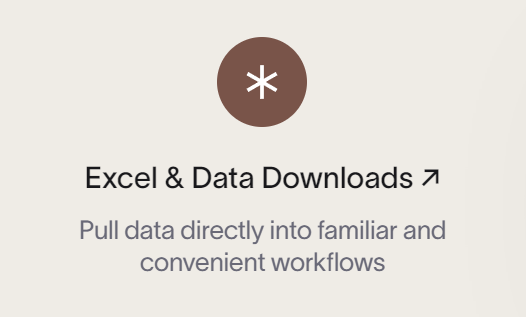 Excel & Data Downloads ↗
Pull data directly into familiar and
convenient workflows